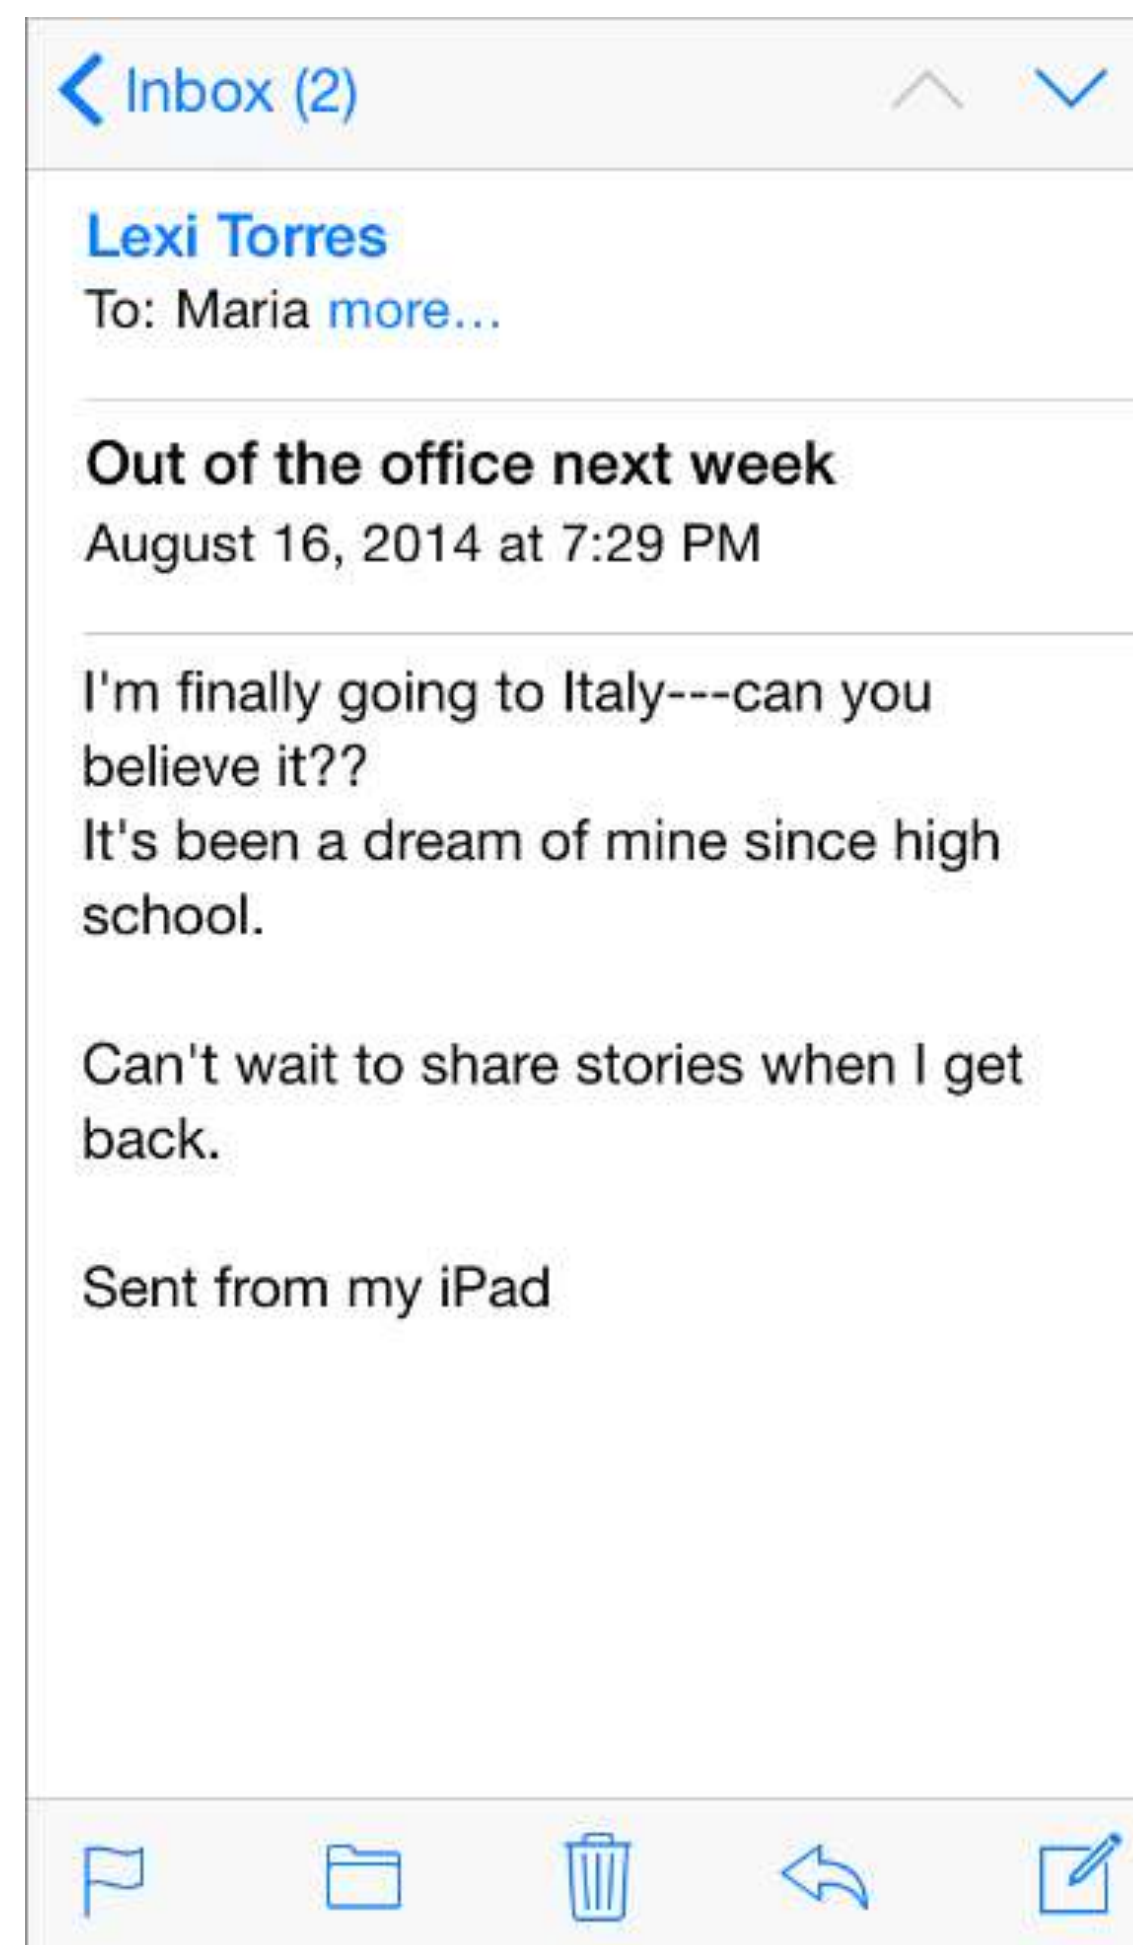 Inbox (2)
Lexi Torres
To: Maria more...
Out of the office next week
August 16, 2014 at 7:29 PM
I'm finally going to Italy---can you
believe it??
It's been a dream of mine since high
school.
Can't wait to share stories when I get
back.
Sent from my iPad